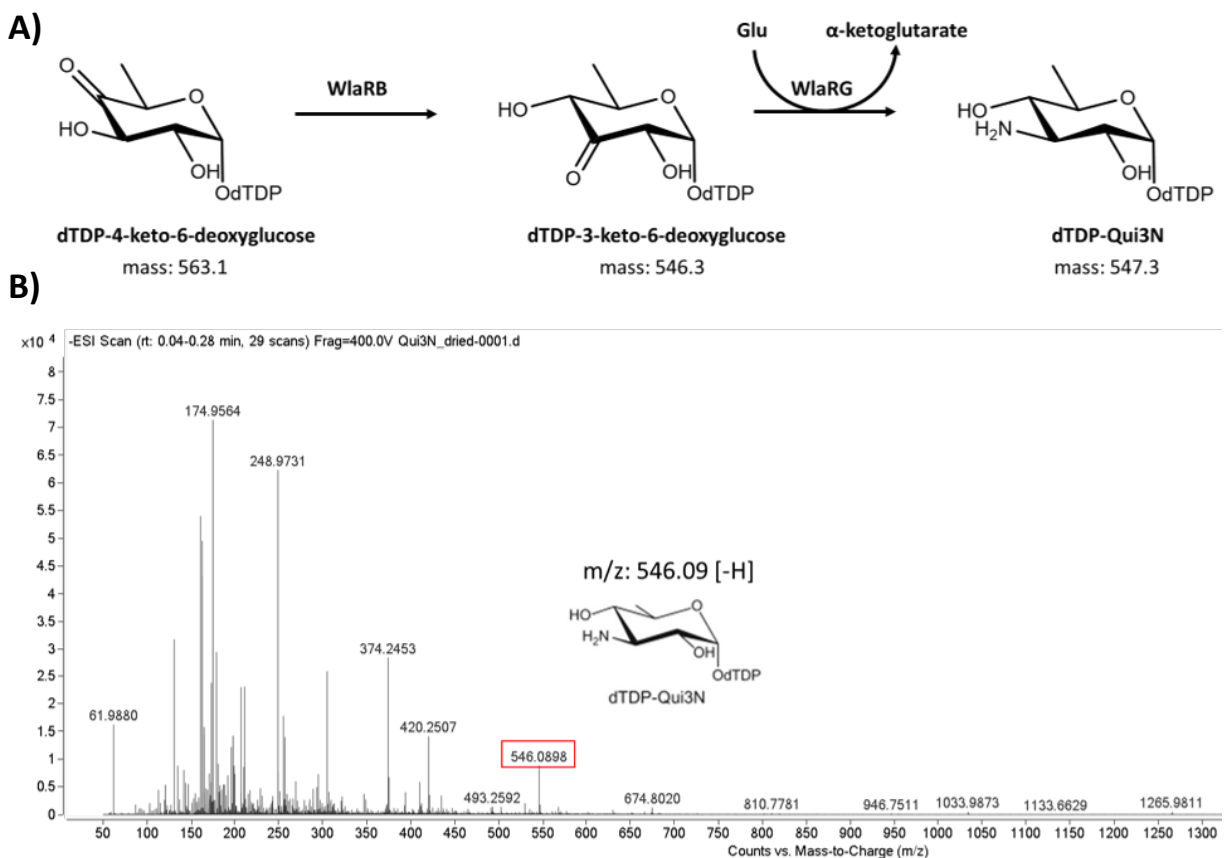 A)
Glu α-ketoglutarate
WlaRB WlaRG
O O HO O HO O
HO H₂N
OH OH OH
OdTDP O OdTDP OdTDP
dTDP-4-keto-6-deoxyglucose dTDP-3-keto-6-deoxyglucose dTDP-Qui3N
mass: 563.1 mass: 546.3 mass: 547.3
B)
x10 ⁴ -ESI Scan (rt: 0.04-0.28 min, 29 scans) Frag=400.0V Qui3N_dried-0001.d
8
7.5
174.9564
7
6.5
248.9731
6
5.5
5
4.5
4
3.5
3
2.5
2
1.5
1
0.5
0
374.2453
61.9880
420.2507
493.2592
546.0898
m/z: 546.09 [-H]
HO O
H₂N
OH
OdTDP
dTDP-Qui3N
674.8020
810.7781
946.7511
1033.9873
1133.6629
1265.9811
50 100 150 200 250 300 350 400 450 500 550 600 650 700 750 800 850 900 950 1000 1050 1100 1150 1200 1250 1300
Counts vs. Mass-to-Charge (m/z)